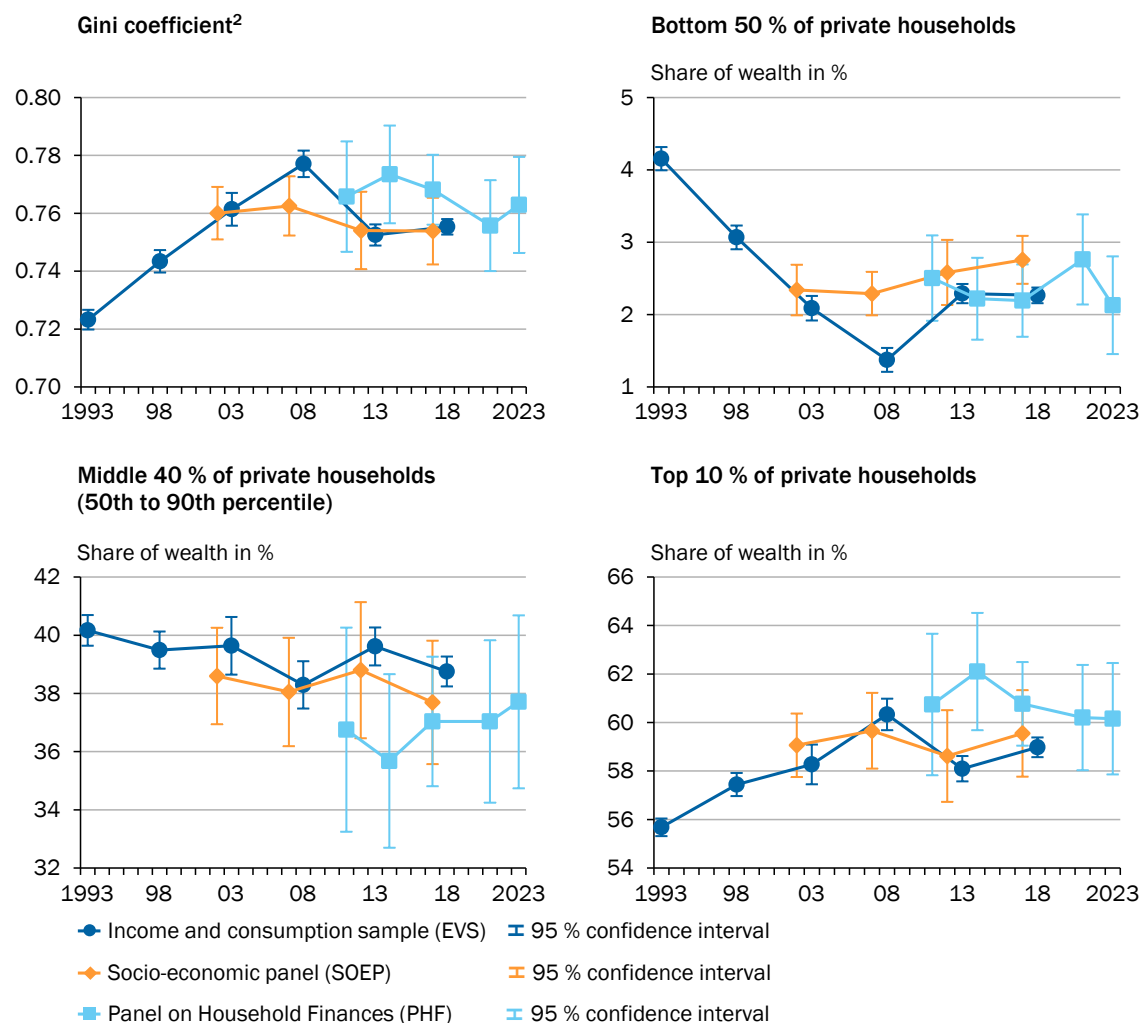 Gini coefficient²
0.80
0.78
0.76
0.74
0.72
0.70
1993 98 03 08 13 18 2023
Bottom 50 % of private households
Share of wealth in %
5
4
3
2
1
1993 98 03 08 13 18 2023
Middle 40 % of private households
(50th to 90th percentile)
Share of wealth in %
42
40
38
36
34
32
1993 98 03 08 13 18 2023
Top 10 % of private households
Share of wealth in %
66
64
62
60
58
56
54
1993 98 03 08 13 18 2023
Income and consumption sample (EVS) 95 % confidence interval
Socio-economic panel (SOEP) 95 % confidence interval
Panel on Household Finances (PHF) 95 % confidence interval